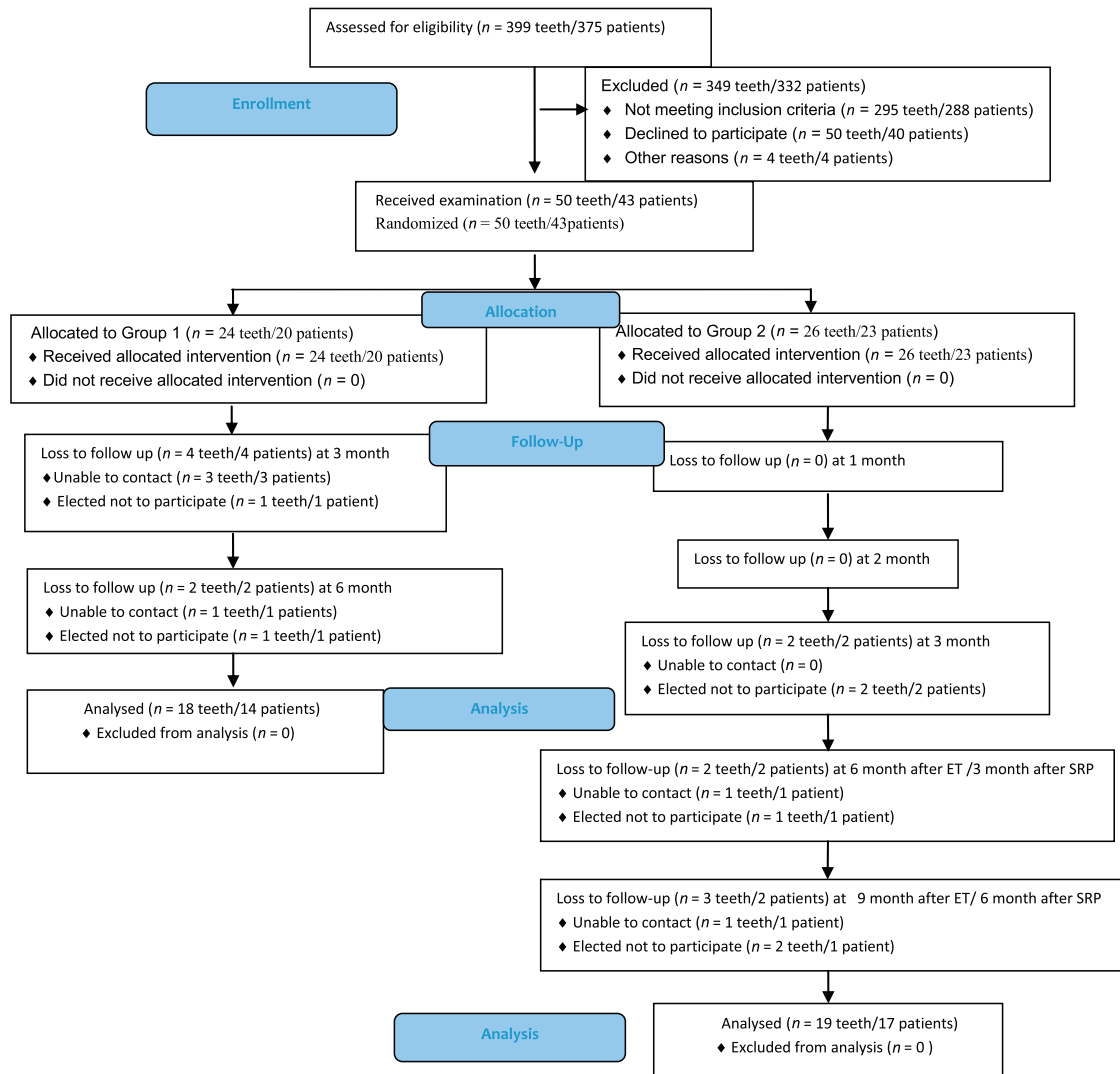 Assessed for eligibility (n = 399 teeth/375 patients)
Enrollment
Excluded (n = 349 teeth/332 patients)
♦ Not meeting inclusion criteria (n = 295 teeth/288 patients)
♦ Declined to participate (n = 50 teeth/40 patients)
♦ Other reasons (n = 4 teeth/4 patients)
Received examination (n = 50 teeth/43 patients)
Randomized (n = 50 teeth/43patients)
Allocation
Allocated to Group 1 (n = 24 teeth/20 patients)
♦ Received allocated intervention (n = 24 teeth/20 patients)
♦ Did not receive allocated intervention (n = 0)
Allocated to Group 2 (n = 26 teeth/23 patients)
♦ Received allocated intervention (n = 26 teeth/23 patients)
♦ Did not receive allocated intervention (n = 0)
Follow-Up
Loss to follow up (n = 4 teeth/4 patients) at 3 month
♦Unable to contact (n = 3 teeth/3 patients)
♦ Elected not to participate (n = 1 teeth/1 patient)
Loss to follow up (n = 2 teeth/2 patients) at 6 month
♦ Unable to contact (n = 1 teeth/1 patients)
♦ Elected not to participate (n = 1 teeth/1 patient)
Analysed (n = 18 teeth/14 patients)
♦ Excluded from analysis (n = 0)
Analysis
Loss to follow up (n = 0) at 1 month
Loss to follow up (n = 0) at 2 month
Loss to follow up (n = 2 teeth/2 patients) at 3 month
♦ Unable to contact (n = 0)
♦ Elected not to participate (n = 2 teeth/2 patients)
Loss to follow-up (n = 2 teeth/2 patients) at 6 month after ET /3 month after SRP
♦ Unable to contact (n = 1 teeth/1 patient)
♦ Elected not to participate (n = 1 teeth/1 patient)
Loss to follow-up (n = 3 teeth/2 patients) at 9 month after ET/ 6 month after SRP
♦ Unable to contact (n = 1 teeth/1 patient)
♦ Elected not to participate (n = 2 teeth/1 patient)
Analysis
Analysed (n = 19 teeth/17 patients)
♦ Excluded from analysis (n = 0 )